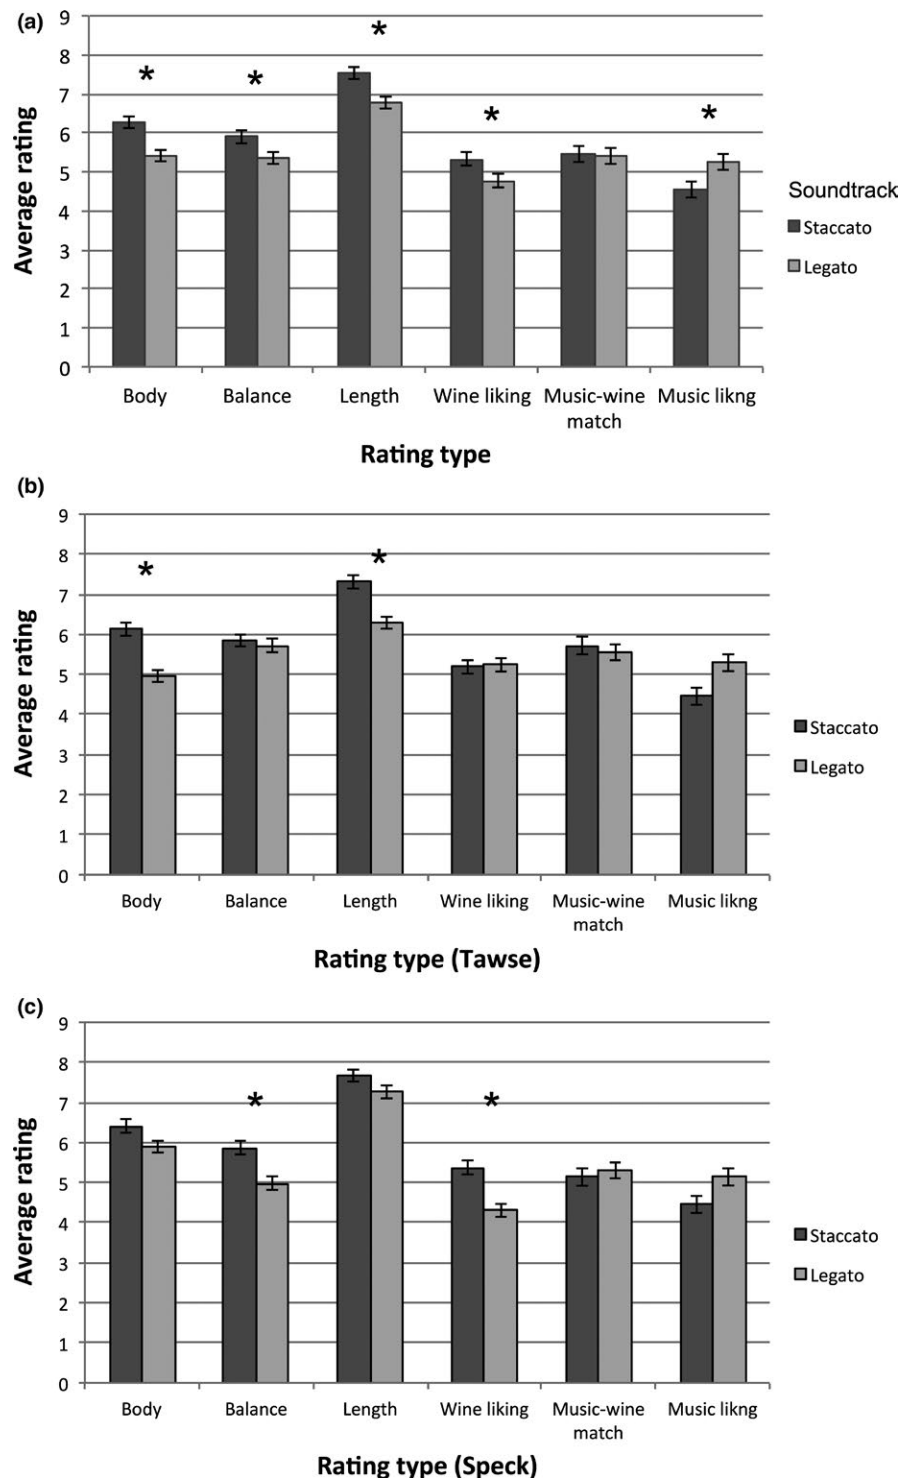 (a)
9
8
7
6
5
4
3
2
1
0
Average rating
* * * * *
Body Balance Length Wine liking Music-wine match Music likng
Rating type
Soundtrack
Staccato
Legato
(b)
9
8
7
6
5
4
3
2
1
0
Average rating
* *
Body Balance Length Wine liking Music-wine match Music likng
Rating type (Tawse)
Staccato
Legato
(c)
9
8
7
6
5
4
3
2
1
0
Average rating
* *
Body Balance Length Wine liking Music-wine match Music likng
Rating type (Speck)
Staccato
Legato